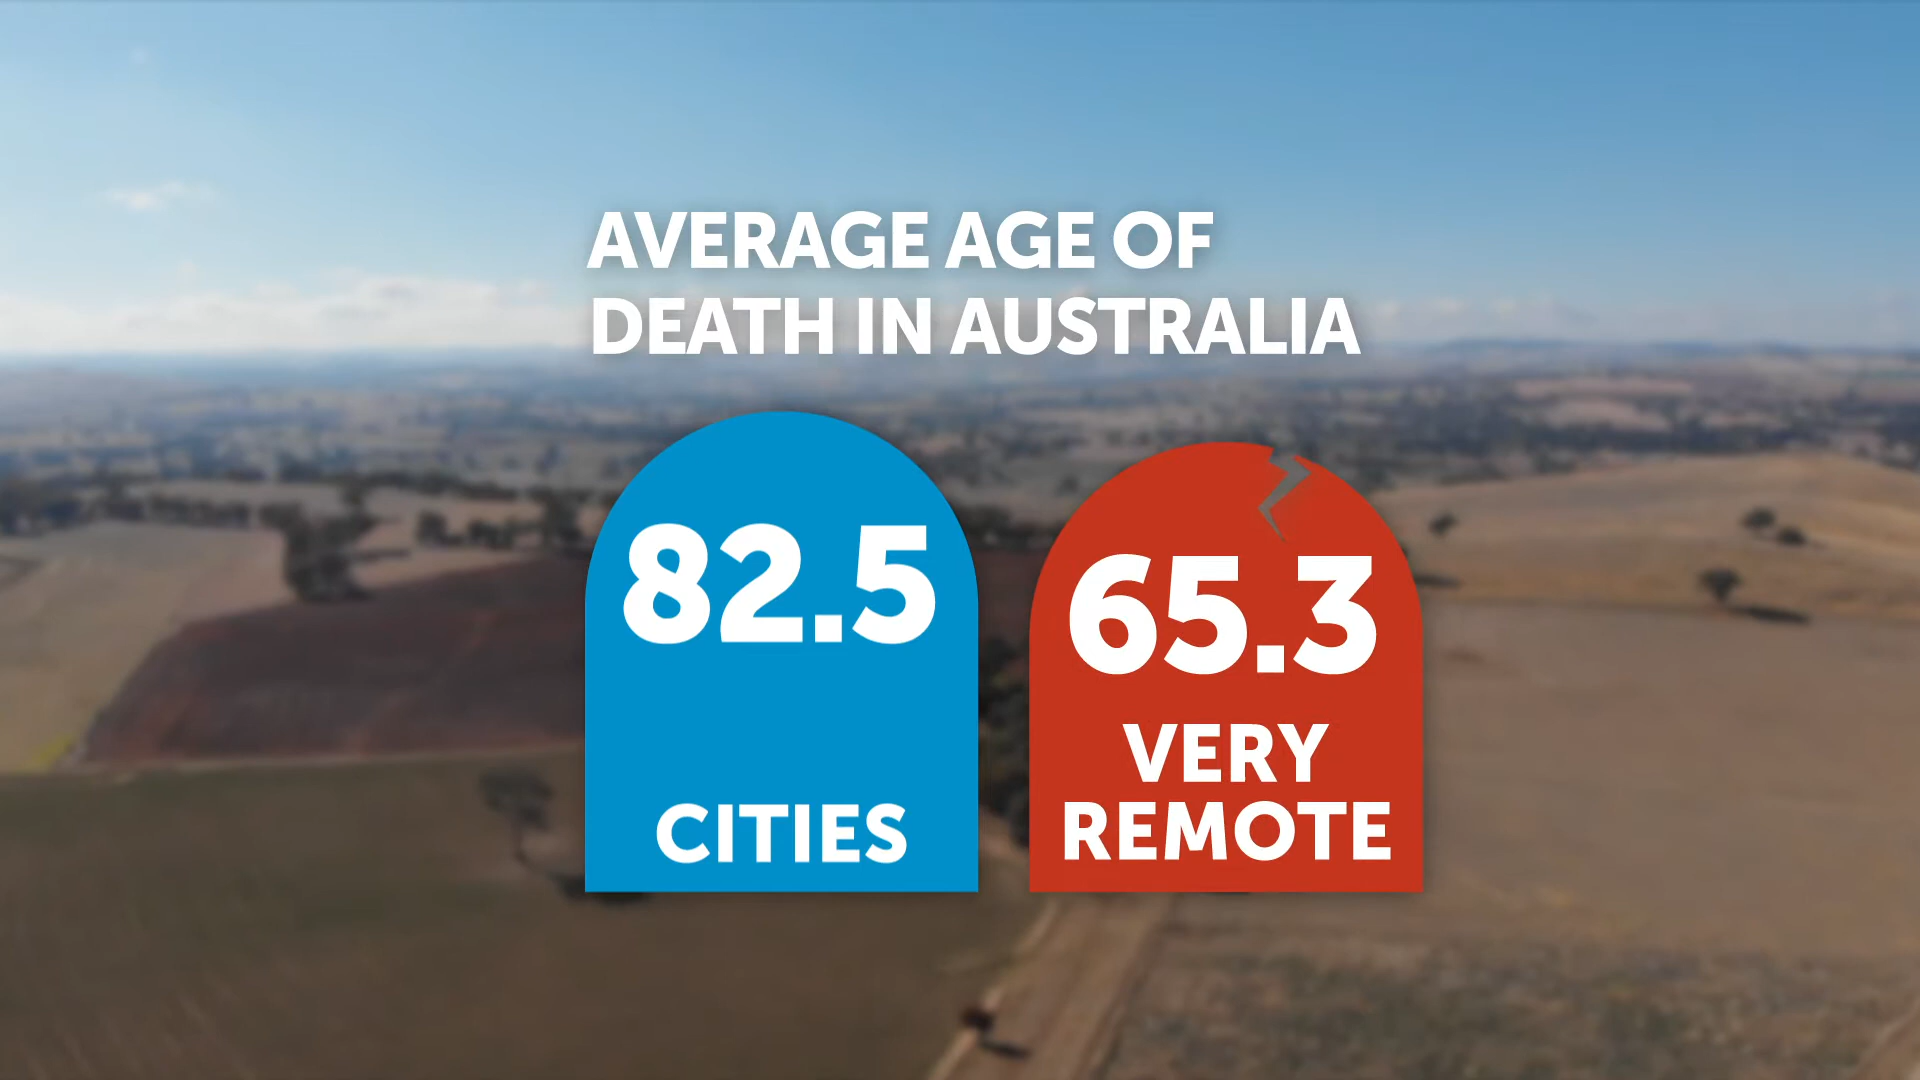 AVERAGE AGE OF
DEATH IN AUSTRALIA
82.5
CITIES
65.3
VERY
REMOTE